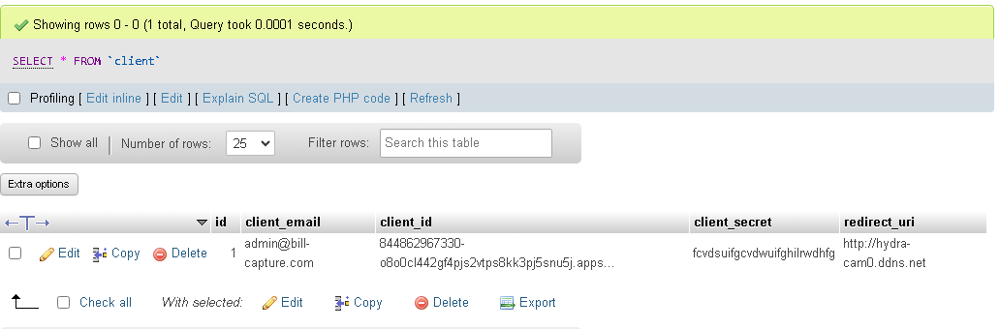 Showing rows 0 - 0 (1 total, Query took 0.0001 seconds.)
SELECT * FROM `client`
Profiling [ Edit inline ] [ Edit ] [ Explain SQL ] [ Create PHP code ] [ Refresh ]
Show all | Number of rows: 25 Filter rows: Search this table
Extra options
←T→ id client_email client_id client_secret redirect_uri
admin@bill- 844862967330- http://hydra-
Edit Copy Delete 1 fcvdsuifgcvdwuifghilrwdhfg
capture.com o8o0cl442gf4pjs2vtps8kk3pj5snu5j.apps... cam0.ddns.net
Check all With selected: Edit Copy Delete Export